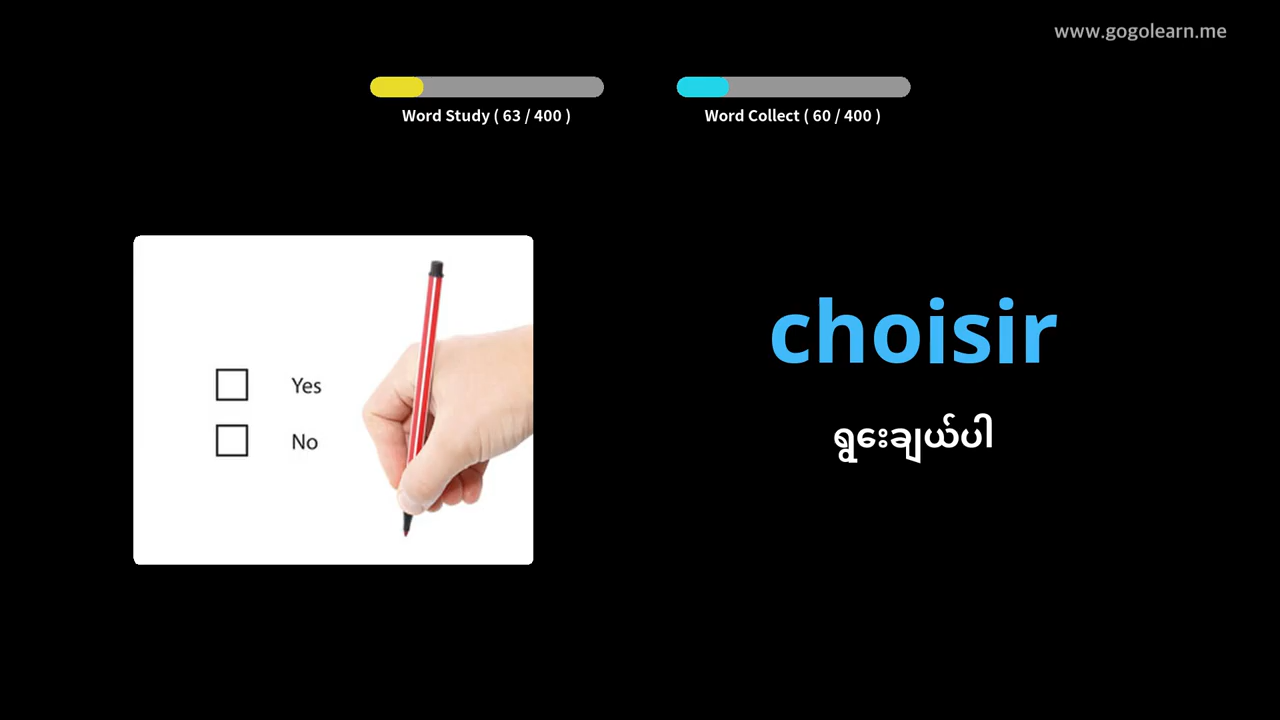 www.gogolearn.me
Word Study ( 63 / 400 )
Word Collect ( 60 / 400 )
Yes
No
choisir
ရွေးချယ်ပါ